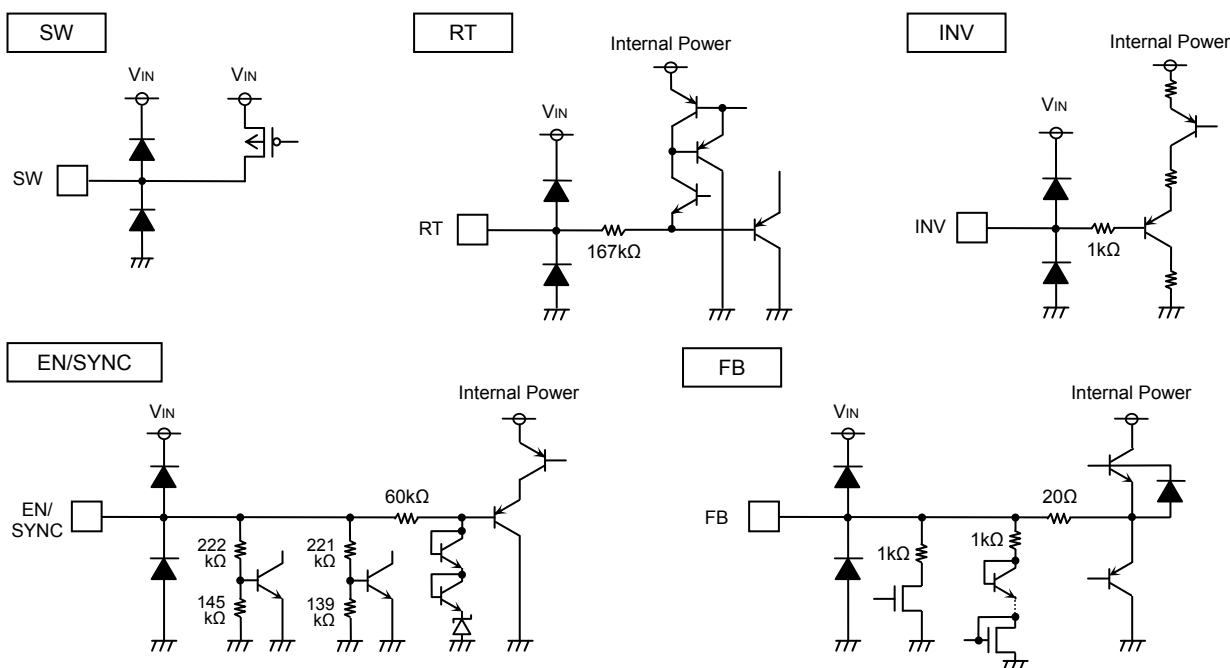 SW
VIN
VIN
SW
RT
Internal Power
VIN
RT
167kΩ
INV
Internal Power
VIN
INV
1kΩ
EN/SYNC
Internal Power
VIN
EN/
SYNC
60kΩ
222
kΩ
145
kΩ
221
kΩ
139
kΩ
FB
Internal Power
VIN
FB
20Ω
1kΩ
1kΩ